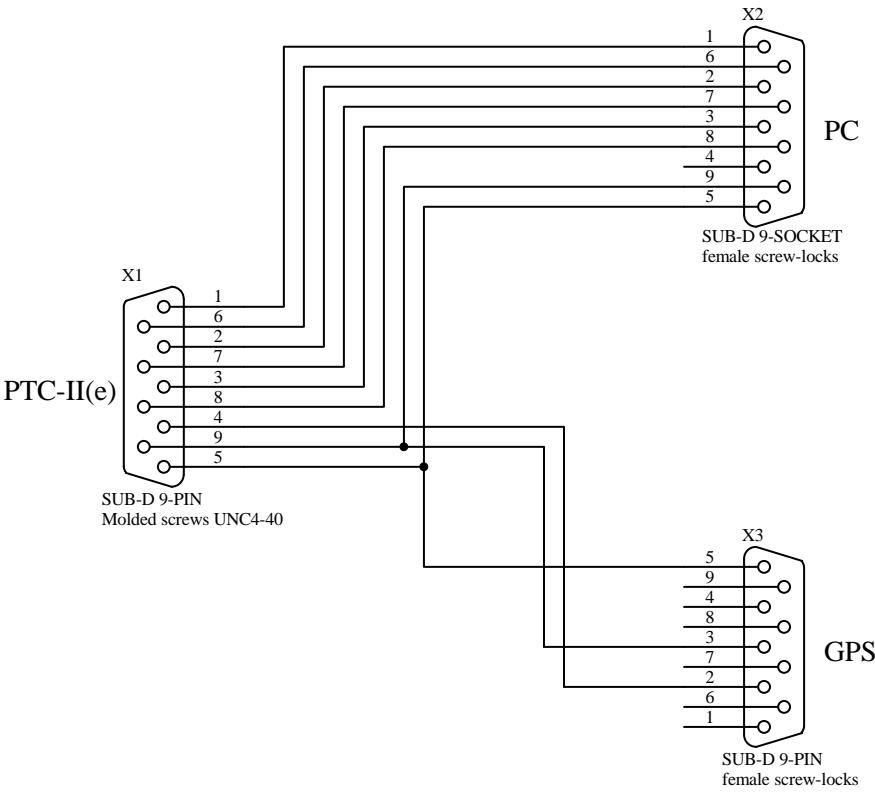 X2
1
6
2
7
3
8
4
9
5
PC
SUB-D 9-SOCKET
female screw-locks
X1
1
6
2
7
3
8
4
9
5
PTC-II(e)
SUB-D 9-PIN
Molded screws UNC4-40
X3
5
9
4
8
3
7
2
6
1
GPS
SUB-D 9-PIN
female screw-locks